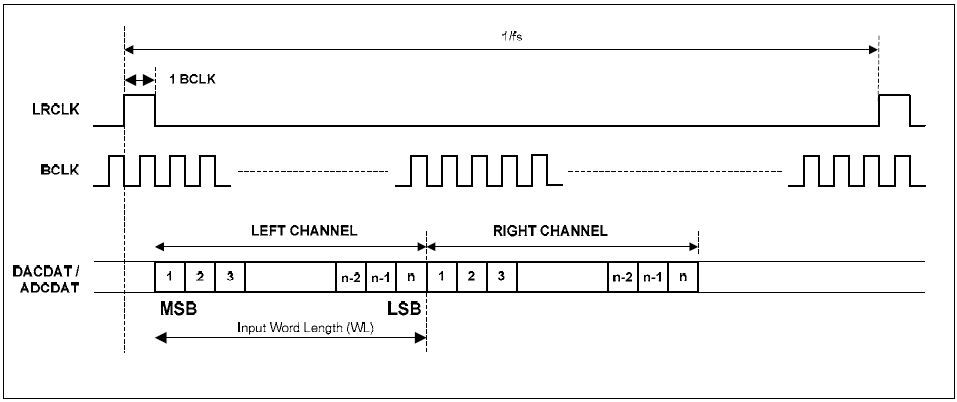 1/fs
1 BCLK
LRCLK
BCLK
LEFT CHANNEL RIGHT CHANNEL
DACDAT /
ADCDAT
1 2 3 n-2 n-1 n 1 2 3 n-2 n-1 n
MSB LSB
Input Word Length (WL)